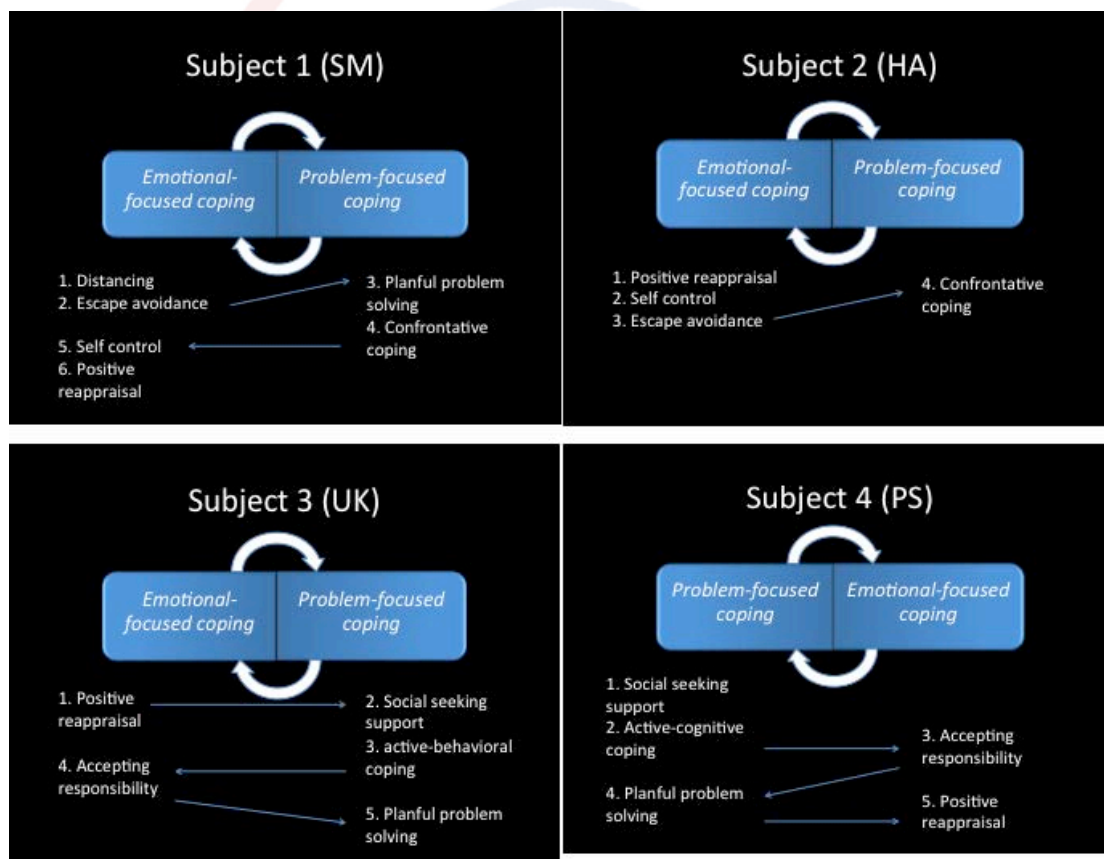 Subject 1 (SM)
Emotional-
focused coping
Problem-focused
coping
1. Distancing
2. Escape avoidance
3. Planful problem
solving
4. Confrontative
coping
5. Self control
6. Positive
reappraisal
Subject 2 (HA)
Emotional-
focused coping
Problem-focused
coping
1. Positive reappraisal
2. Self control
3. Escape avoidance
4. Confrontative
coping
Subject 3 (UK)
Emotional-
focused coping
Problem-focused
coping
1. Positive
reappraisal
2. Social seeking
support
3. active-behavioral
coping
4. Accepting
responsibility
5. Planful problem
solving
Subject 4 (PS)
Problem-focused
coping
Emotional-focused
coping
1. Social seeking
support
2. Active-cognitive
coping
3. Accepting
responsibility
4. Planful problem
solving
5. Positive
reappraisal